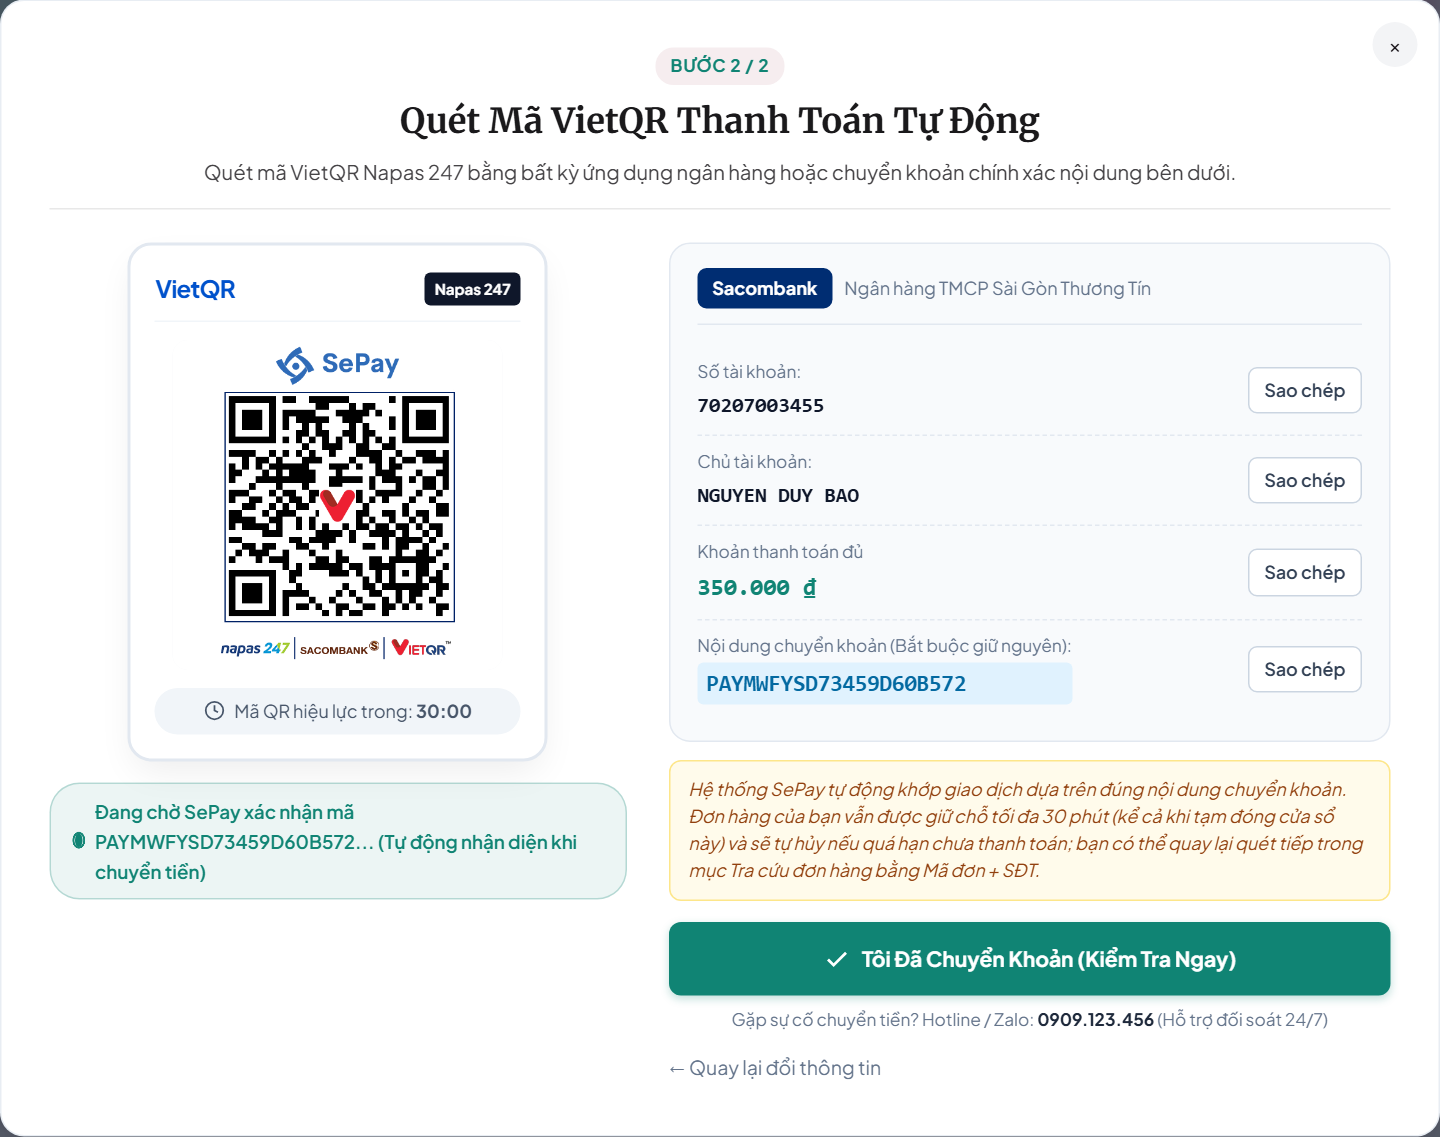 ×
BƯỚC 2 / 2
Quét Mã VietQR Thanh Toán Tự Động
Quét mã VietQR Napas 247 bằng bất kỳ ứng dụng ngân hàng hoặc chuyển khoản chính xác nội dung bên dưới.
VietQR
Napas 247
SePay
napas 247 | SACOMBANK | VIETQR™
Mã QR hiệu lực trong: 30:00
Đang chờ SePay xác nhận mã
PAYMWFYSD73459D60B572... (Tự động nhận diện khi
chuyển tiền)
Sacombank Ngân hàng TMCP Sài Gòn Thương Tín
Số tài khoản:
70207003455
Sao chép
Chủ tài khoản:
NGUYEN DUY BAO
Sao chép
Khoản thanh toán đủ
350.000 ₫
Sao chép
Nội dung chuyển khoản (Bắt buộc giữ nguyên):
PAYMWFYSD73459D60B572
Sao chép
Hệ thống SePay tự động khớp giao dịch dựa trên đúng nội dung chuyển khoản.
Đơn hàng của bạn vẫn được giữ chỗ tối đa 30 phút (kể cả khi tạm đóng cửa sổ
này) và sẽ tự hủy nếu quá hạn chưa thanh toán; bạn có thể quay lại quét tiếp trong
mục Tra cứu đơn hàng bằng Mã đơn + SĐT.
✓ Tôi Đã Chuyển Khoản (Kiểm Tra Ngay)
Gặp sự cố chuyển tiền? Hotline / Zalo: 0909.123.456 (Hỗ trợ đối soát 24/7)
← Quay lại đổi thông tin